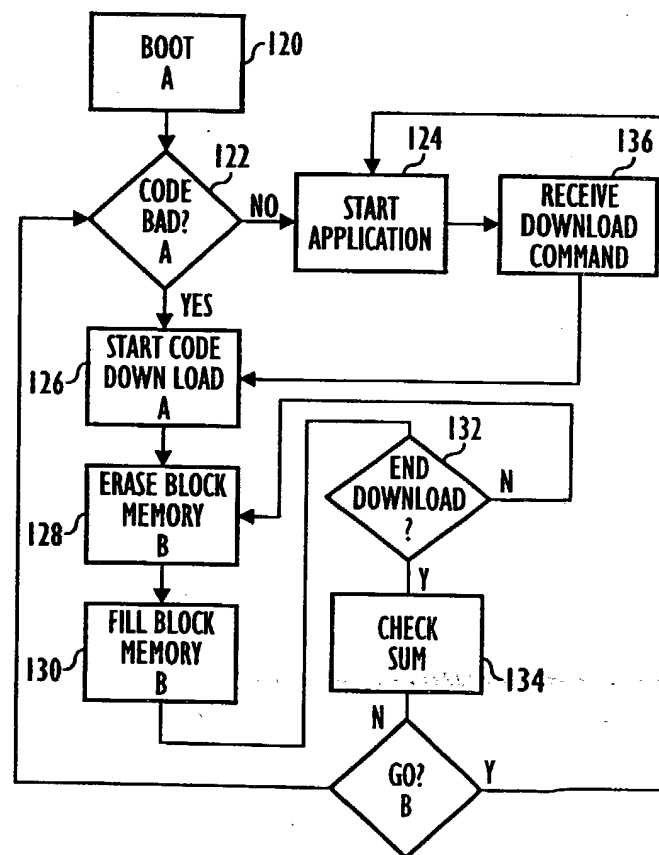 BOOT
A
120
CODE
BAD?
A
122
NO
YES
START
APPLICATION
124
RECEIVE
DOWNLOAD
COMMAND
136
START CODE
DOWN LOAD
A
126
ERASE BLOCK
MEMORY
B
128
FILL BLOCK
MEMORY
B
130
END
DOWNLOAD
?
132
N
Y
CHECK
SUM
134
N
GO?
B
Y